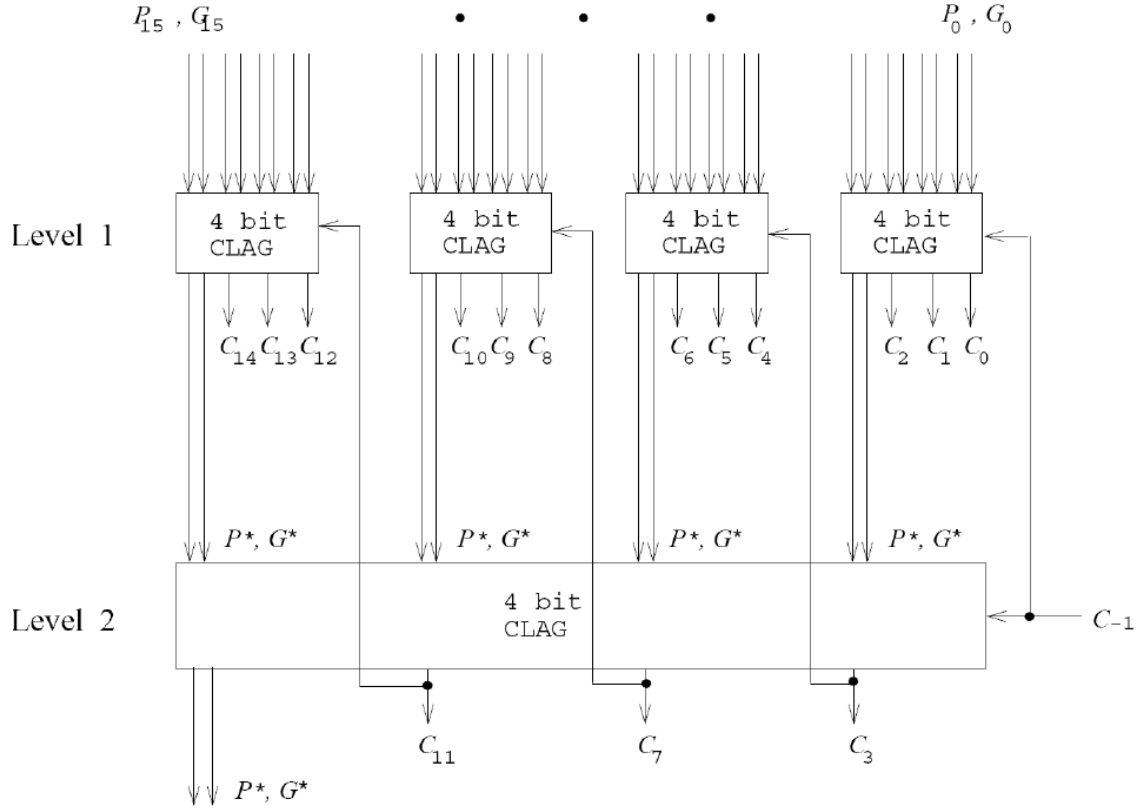 P15 , G15 • • • P0 , G0
Level 1
4 bit CLAG
4 bit CLAG
4 bit CLAG
4 bit CLAG
C14 C13 C12
C10 C9 C8
C6 C5 C4
C2 C1 C0
P*, G*
P*, G*
P*, G*
P*, G*
Level 2
4 bit
CLAG
C-1
C11
C7
C3
P*, G*